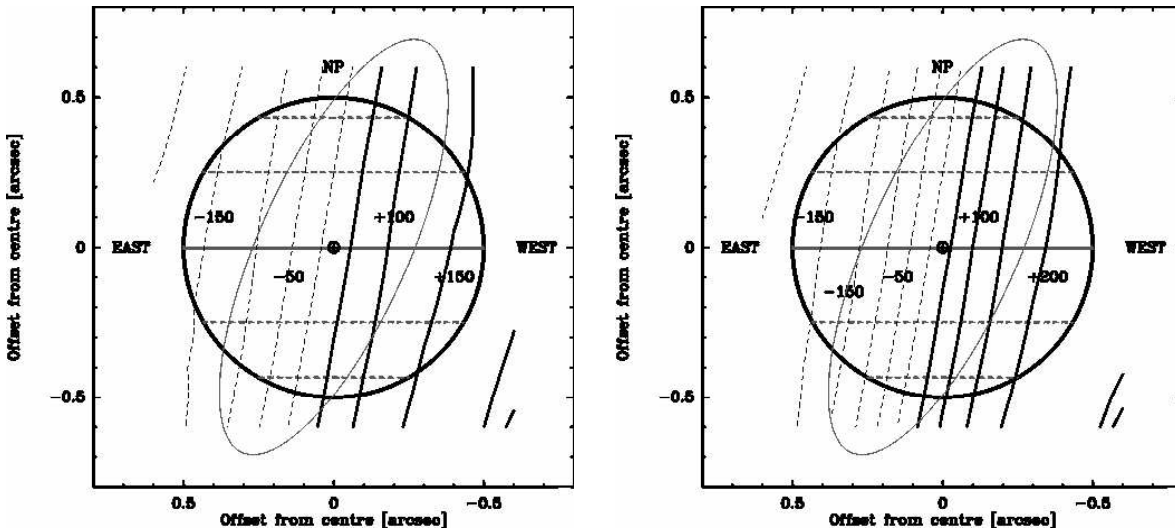 NP
0.5
-150
+100
EAST
0
WEST
-50
+150
-0.5
0.5 0 -0.5
Offset from centre [arcsec]
Offset from centre [arcsec]
NP
0.5
-150
+100
EAST
0
WEST
-150
-50
+200
-0.5
0.5 0 -0.5
Offset from centre [arcsec]
Offset from centre [arcsec]